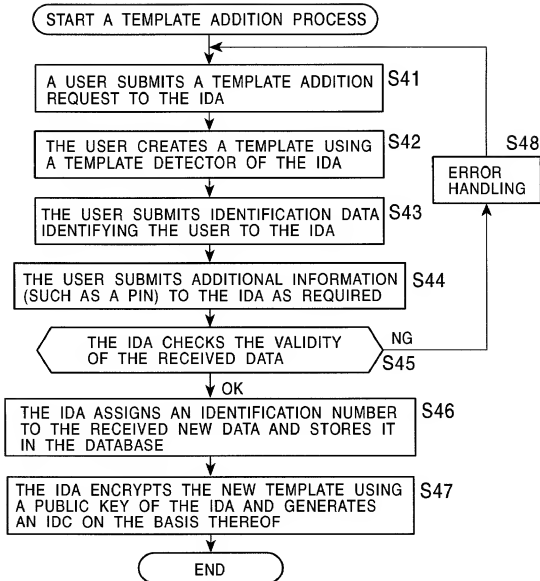 START A TEMPLATE ADDITION PROCESS
A USER SUBMITS A TEMPLATE ADDITION
REQUEST TO THE IDA
S41
THE USER CREATES A TEMPLATE USING
A TEMPLATE DETECTOR OF THE IDA
S42
S48
ERROR
HANDLING
THE USER SUBMITS IDENTIFICATION DATA
IDENTIFYING THE USER TO THE IDA
S43
THE USER SUBMITS ADDITIONAL INFORMATION
(SUCH AS A PIN) TO THE IDA AS REQUIRED
S44
THE IDA CHECKS THE VALIDITY
OF THE RECEIVED DATA
NG
S45
OK
THE IDA ASSIGNS AN IDENTIFICATION NUMBER
TO THE RECEIVED NEW DATA AND STORES IT
IN THE DATABASE
S46
THE IDA ENCRYPTS THE NEW TEMPLATE USING
A PUBLIC KEY OF THE IDA AND GENERATES
AN IDC ON THE BASIS THEREOF
S47
END